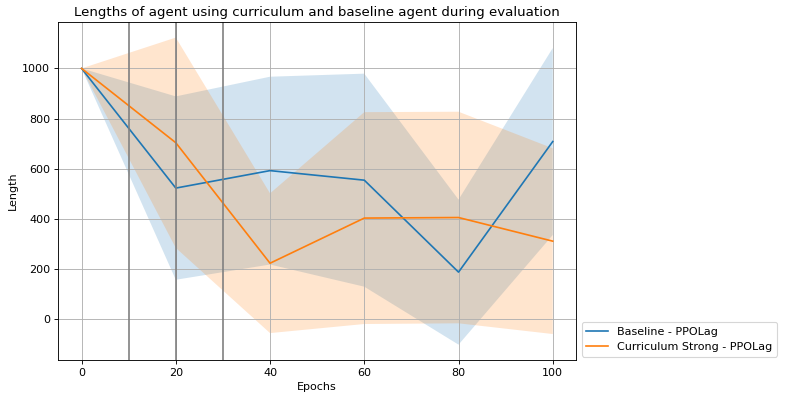 Lengths of agent using curriculum and baseline agent during evaluation
Length
1000
800
600
400
200
0
0 20 40 60 80 100
Epochs
Baseline - PPOLag
Curriculum Strong - PPOLag